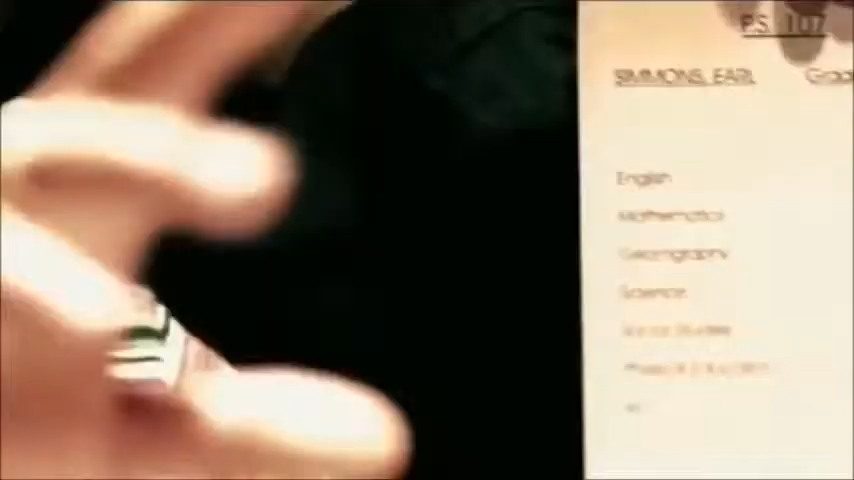 P.S. 107
SIMMONS, EARL
English
Mathematics
Geography
Science
Social Studies